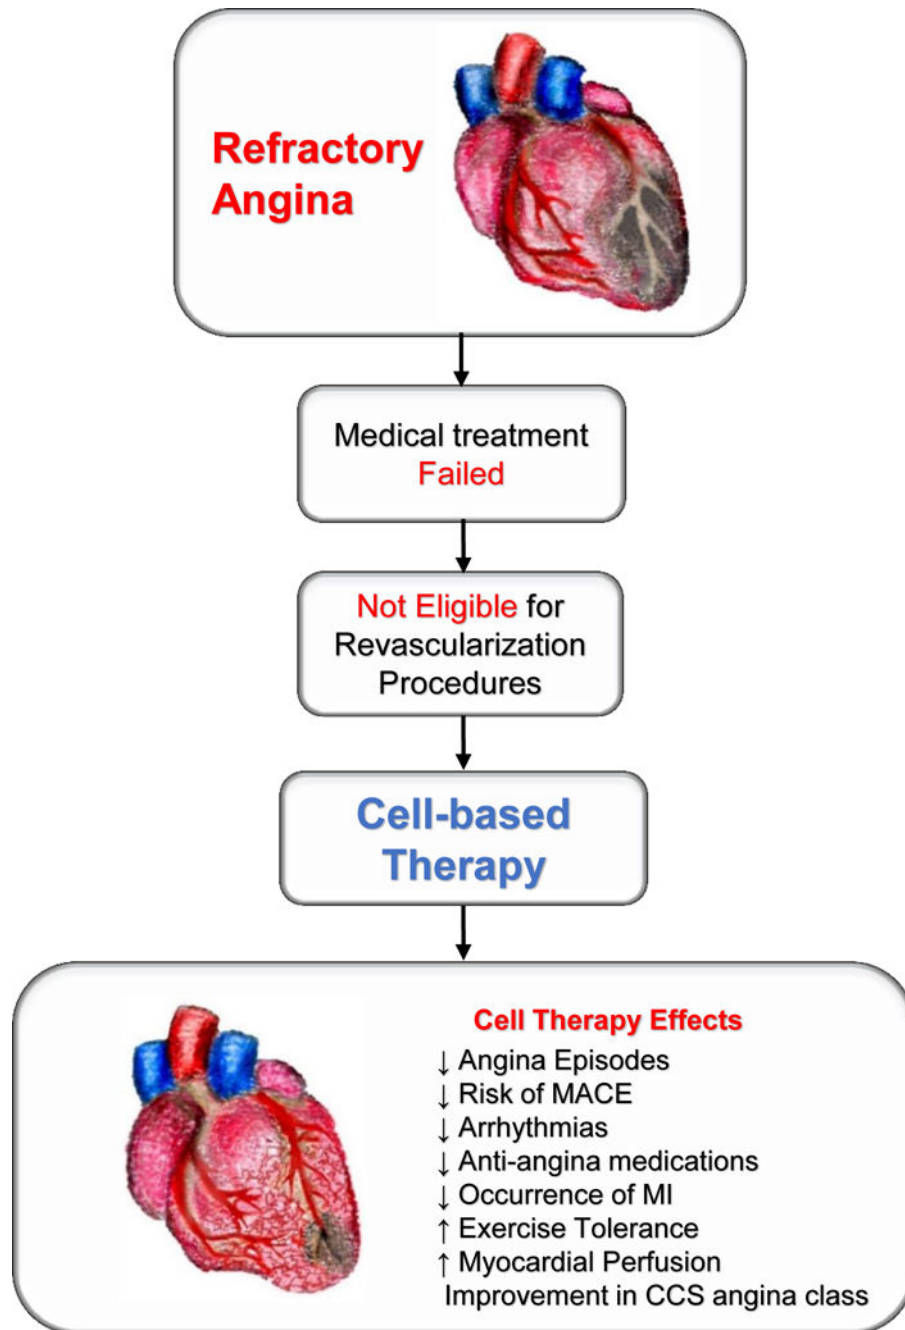 Refractory
Angina
Medical treatment
Failed
Not Eligible for
Revascularization
Procedures
Cell-based
Therapy
Cell Therapy Effects
↓ Angina Episodes
↓ Risk of MACE
↓ Arrhythmias
↓ Anti-angina medications
↓ Occurrence of MI
↑ Exercise Tolerance
↑ Myocardial Perfusion
Improvement in CCS angina class